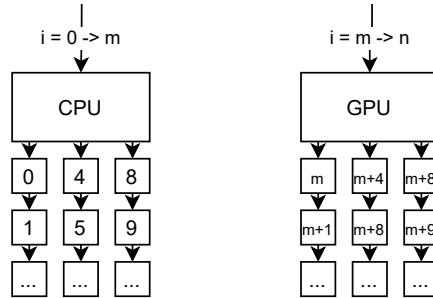 i = 0 -> m i = m -> n
CPU GPU
0 4 8 m m+4 m+8
1 5 9 m+1 m+8 m+9
... ... ... ... ... ...